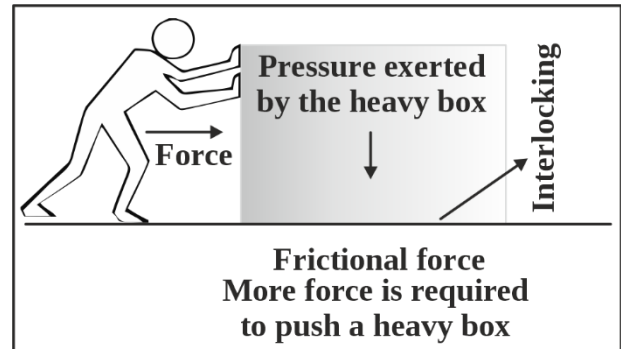 Pressure exerted
by the heavy box
Force
Interlocking
Frictional force
More force is required
to push a heavy box